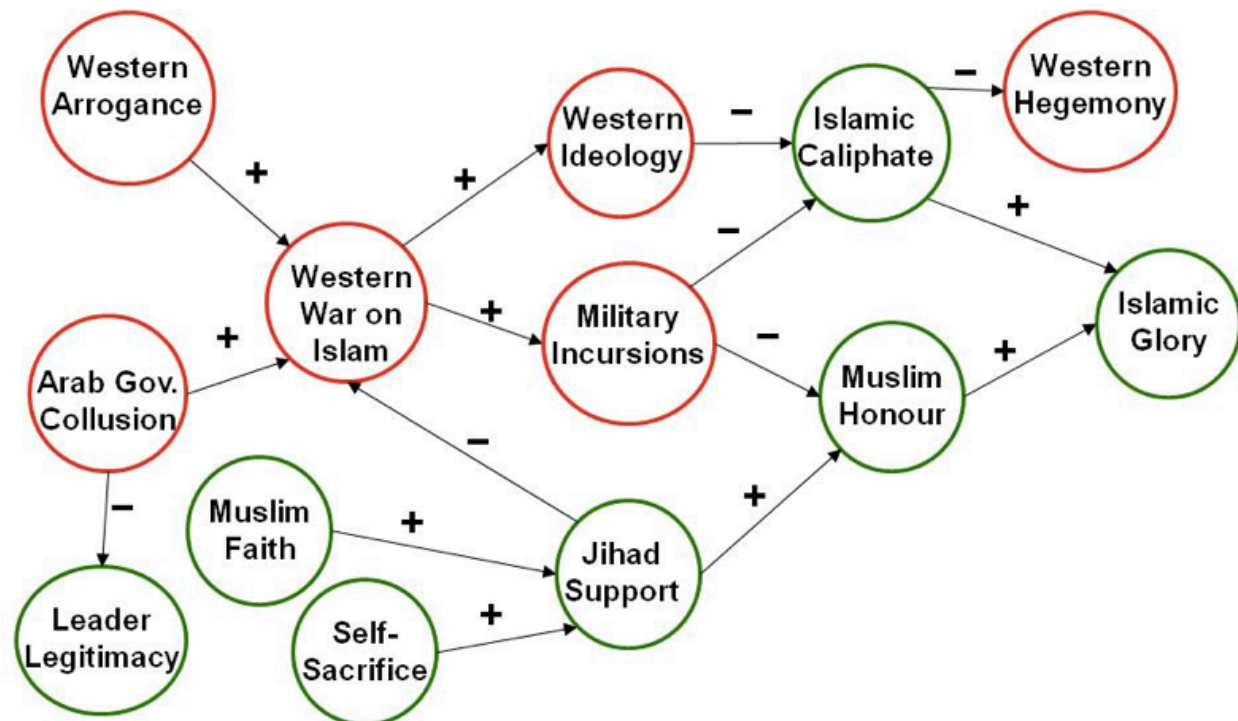 Western
Arrogance
+
Western
Ideology
−
Islamic
Caliphate
−
Western
Hegemony
+
Western
War on
Islam
+
Military
Incursions
−
−
+
Islamic
Glory
Arab Gov.
Collusion
+
+
Muslim
Honour
+
−
Leader
Legitimacy
Muslim
Faith
+
Self-
Sacrifice
+
Jihad
Support
−
+